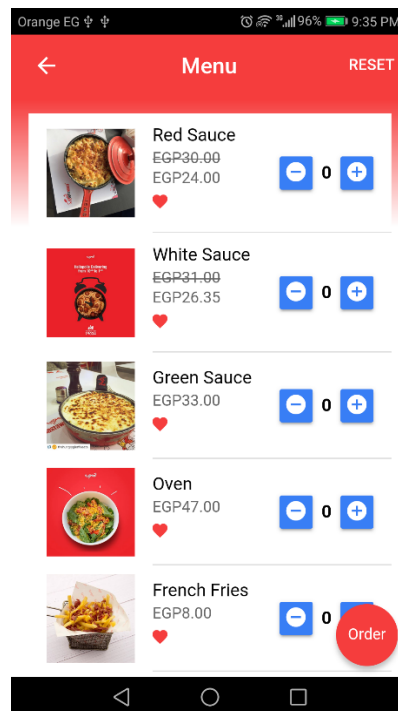 Orange EG 3G 96% 9:35 PM
Menu RESET
Red Sauce
EGP30.00
EGP24.00
0
White Sauce
EGP31.00
EGP26.35
0
Green Sauce
EGP33.00
0
Oven
EGP47.00
0
French Fries
EGP8.00
0
Order